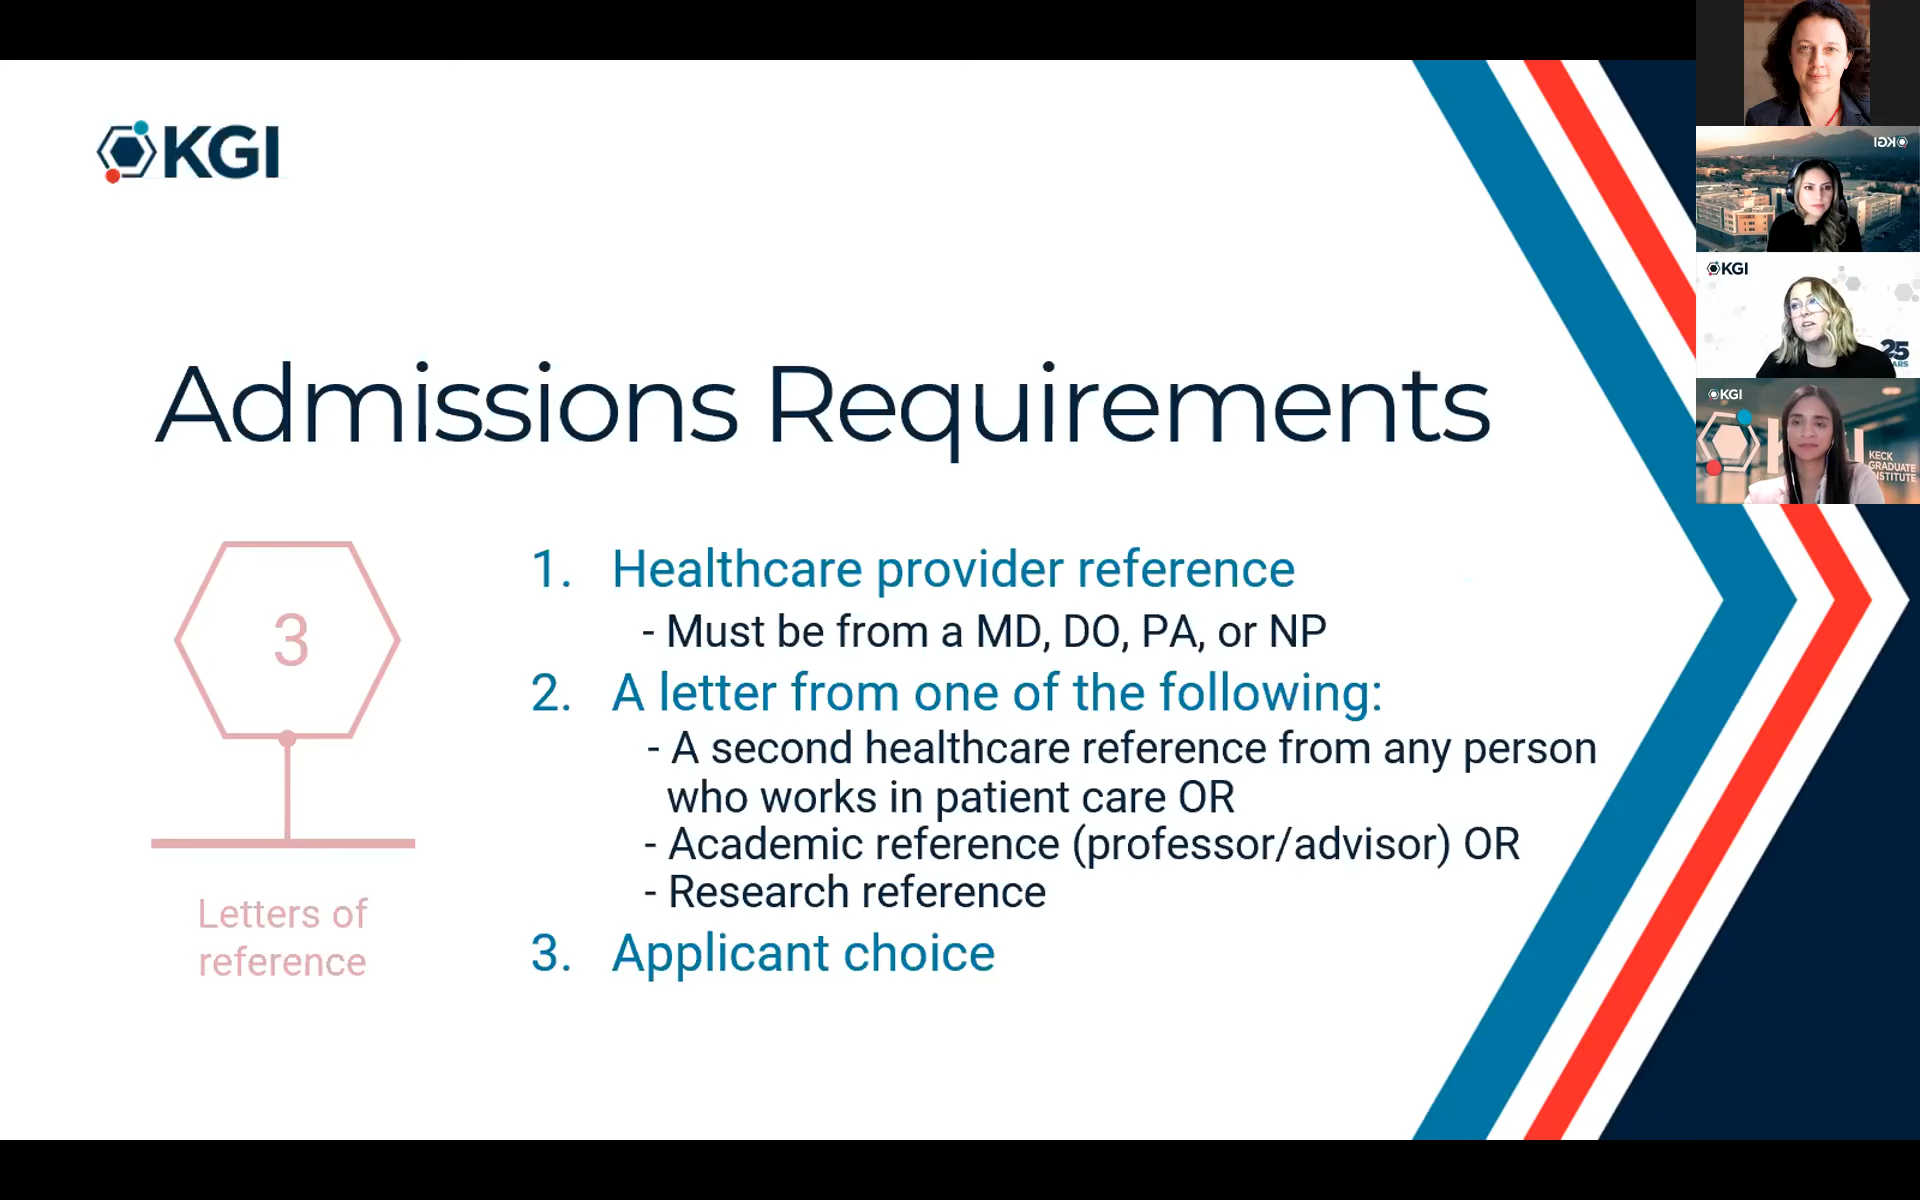 KGI
Admissions Requirements
3
Letters of
reference
1. Healthcare provider reference
- Must be from a MD, DO, PA, or NP
2. A letter from one of the following:
- A second healthcare reference from any person
who works in patient care OR
- Academic reference (professor/advisor) OR
- Research reference
3. Applicant choice
KGI
KGI
25
KGI
KECK
GRADUATE
INSTITUTE